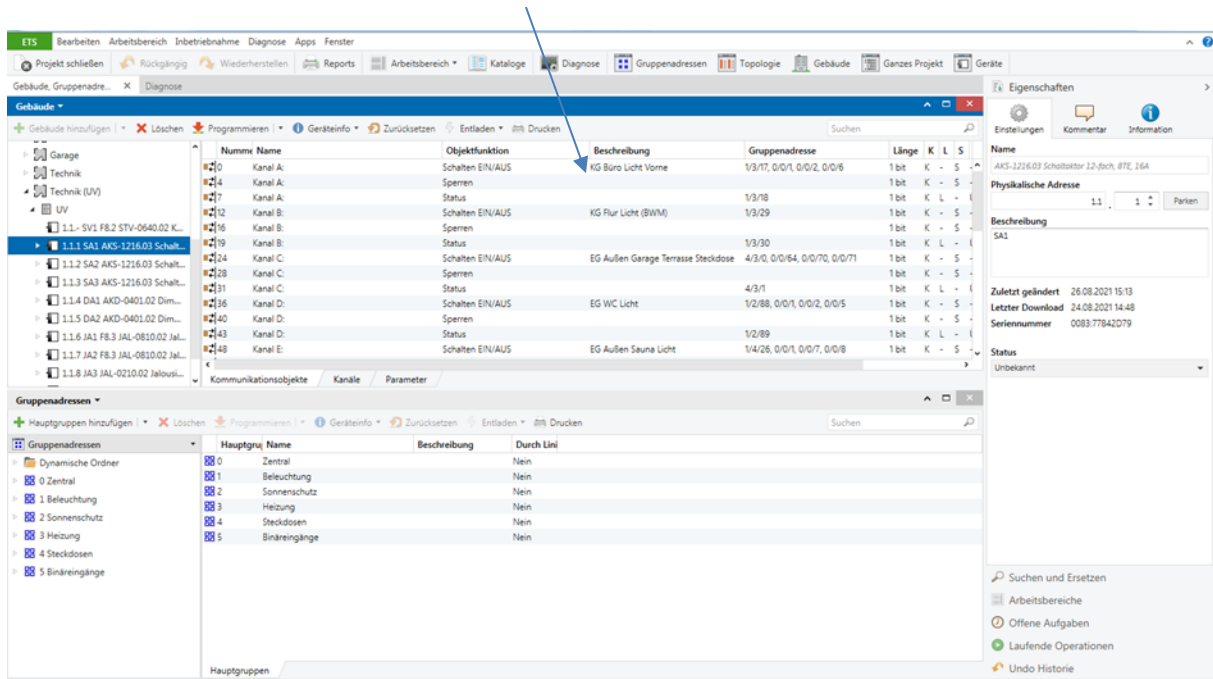 ETS Bearbeiten Arbeitsbereich Inbetriebnahme Diagnose Apps Fenster
Projekt schließen Rückgängig Wiederherstellen Reports Arbeitsbereich Kataloge Diagnose Gruppenadressen Topologie Gebäude Ganzes Projekt Geräte
Gebäude, Gruppenadre... X Diagnose
Gebäude
Gebäude hinzufügen Löschen Programmieren Geräteinfo Zurücksetzen Entladen Drucken Suchen
Garage
Technik
Technik (UV)
UV
1.1.- SV1 F8.2 STV-0640.02 K...
1.1.1 SA1 AKS-1216.03 Schalt...
1.1.2 SA2 AKS-1216.03 Schalt...
1.1.3 SA3 AKS-1216.03 Schalt...
1.1.4 DA1 AKD-0401.02 Dim...
1.1.5 DA2 AKD-0401.02 Dim...
1.1.6 JA1 F8.3 JAL-0810.02 Jal...
1.1.7 JA2 F8.3 JAL-0810.02 Jal...
1.1.8 JA3 JAL-0210.02 Jalousi...
Numme Name Objektfunktion Beschreibung Gruppenadresse Länge K L S
0 Kanal A: Schalten EIN/AUS KG Büro Licht Vorne 1/3/17, 0/0/1, 0/0/2, 0/0/6 1 bit K - S -
4 Kanal A: Sperren 1 bit K - S -
7 Kanal A: Status 1/3/18 1 bit K L -
12 Kanal B: Schalten EIN/AUS KG Flur Licht (BWM) 1/3/29 1 bit K - S -
16 Kanal B: Sperren 1 bit K - S -
19 Kanal B: Status 1/3/30 1 bit K L -
24 Kanal C: Schalten EIN/AUS EG Außen Garage Terrasse Steckdose 4/3/0, 0/0/64, 0/0/70, 0/0/71 1 bit K - S -
28 Kanal C: Sperren 1 bit K - S -
31 Kanal C: Status 4/3/1 1 bit K L -
36 Kanal D: Schalten EIN/AUS EG WC Licht 1/2/88, 0/0/1, 0/0/2, 0/0/5 1 bit K - S -
40 Kanal D: Sperren 1 bit K - S -
43 Kanal D: Status 1/2/89 1 bit K L -
48 Kanal E: Schalten EIN/AUS EG Außen Sauna Licht 1/4/26, 0/0/1, 0/0/7, 0/0/8 1 bit K - S -
Kommunikationsobjekte Kanäle Parameter
Gruppenadressen
Hauptgruppen hinzufügen Löschen Programmieren Geräteinfo Zurücksetzen Entladen Drucken Suchen
Gruppenadressen
Dynamische Ordner
0 Zentral
1 Beleuchtung
2 Sonnenschutz
3 Heizung
4 Steckdosen
5 Binäreingänge
Hauptgru Name Beschreibung Durch Lini
0 Zentral Nein
1 Beleuchtung Nein
2 Sonnenschutz Nein
3 Heizung Nein
4 Steckdosen Nein
5 Binäreingänge Nein
Hauptgruppen
Eigenschaften
Einstellungen Kommentar Information
Name
AKS-1216.03 Schaltaktor 12-fach, 8TE, 16A
Physikalische Adresse
1.1 . 1 Parken
Beschreibung
SA1
Zuletzt geändert 26.08.2021 15:13
Letzter Download 24.08.2021 14:48
Seriennummer 0083:77842D79
Status
Unbekannt
Suchen und Ersetzen
Arbeitsbereiche
Offene Aufgaben
Laufende Operationen
Undo Historie